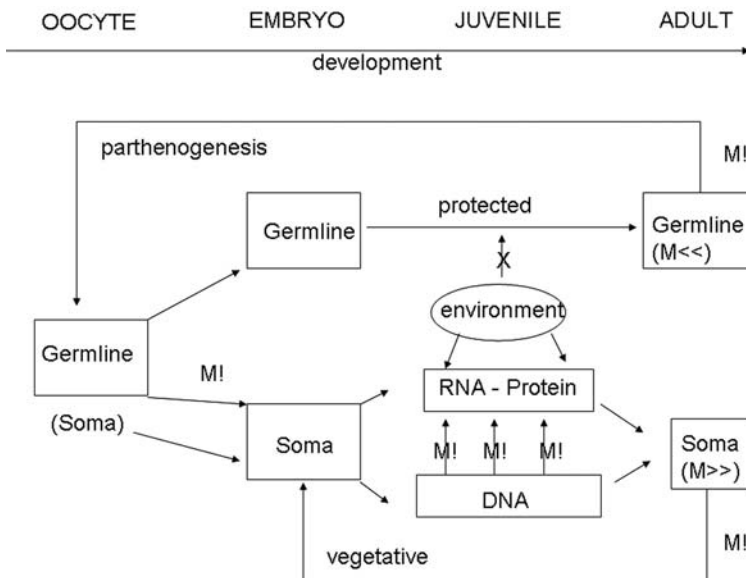 OOCYTE EMBRYO JUVENILE ADULT
development
parthenogenesis
M!
protected
Germline
Germline
(M<<)
X
environment
Germline
M!
RNA - Protein
(Soma)
Soma
M! M! M!
Soma
(M>>)
DNA
vegetative
M!